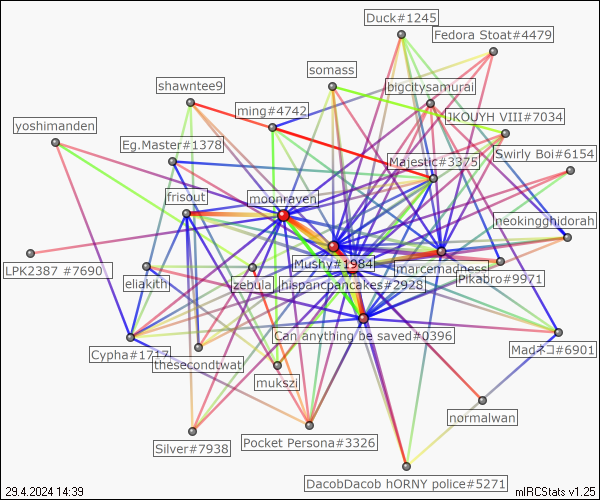 Duck#1245
Fedora Stoat#4479
somass
shawntee9
bigcitysamurai
ming#4742
JKOUYH VIII#7034
yoshimanden
Eg.Master#1378
Majestic#3375
Swirly Boi#6154
frisout
moonraven
neokingghidorah
Mushy#1984
marcemadness
LPK2387 #7690
eliakith
zebula
hispancpancakes#2928
Pikabro#9971
Can anything be saved#0396
Cypha#1717
thesecondtwat
Madネコ#6901
mukszi
normalwan
Silver#7938
Pocket Persona#3326
DacobDacob hORNY police#5271
29.4.2024 14:39
mIRCStats v1.25